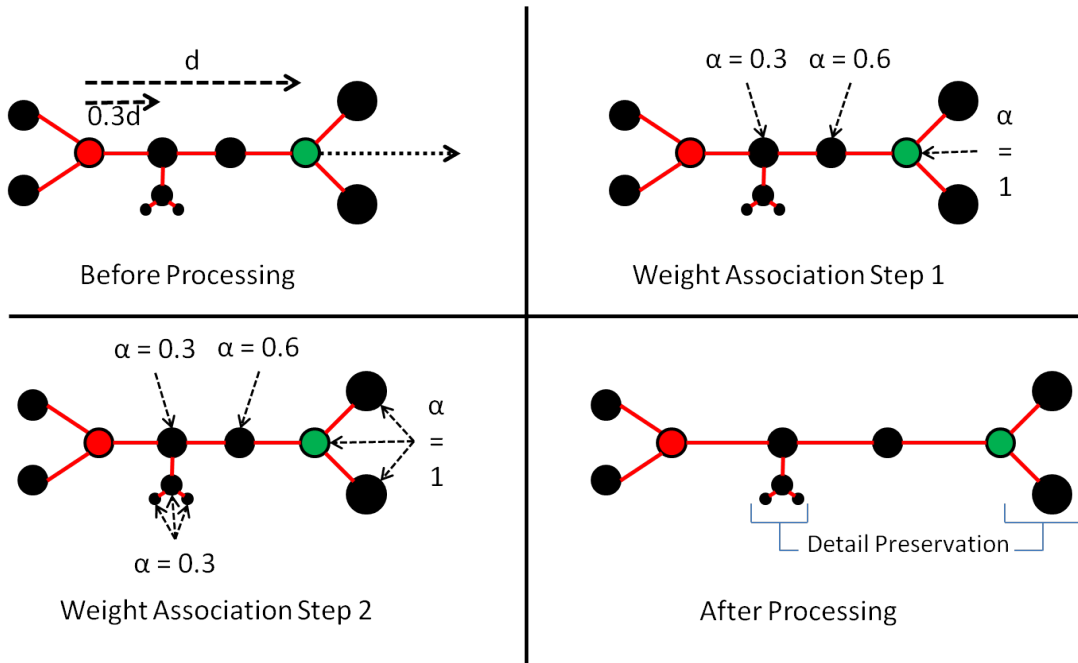 d
0.3d
Before Processing
α = 0.3 α = 0.6
α
=
1
Weight Association Step 1
α = 0.3 α = 0.6
α
=
1
α = 0.3
Weight Association Step 2
Detail Preservation
After Processing